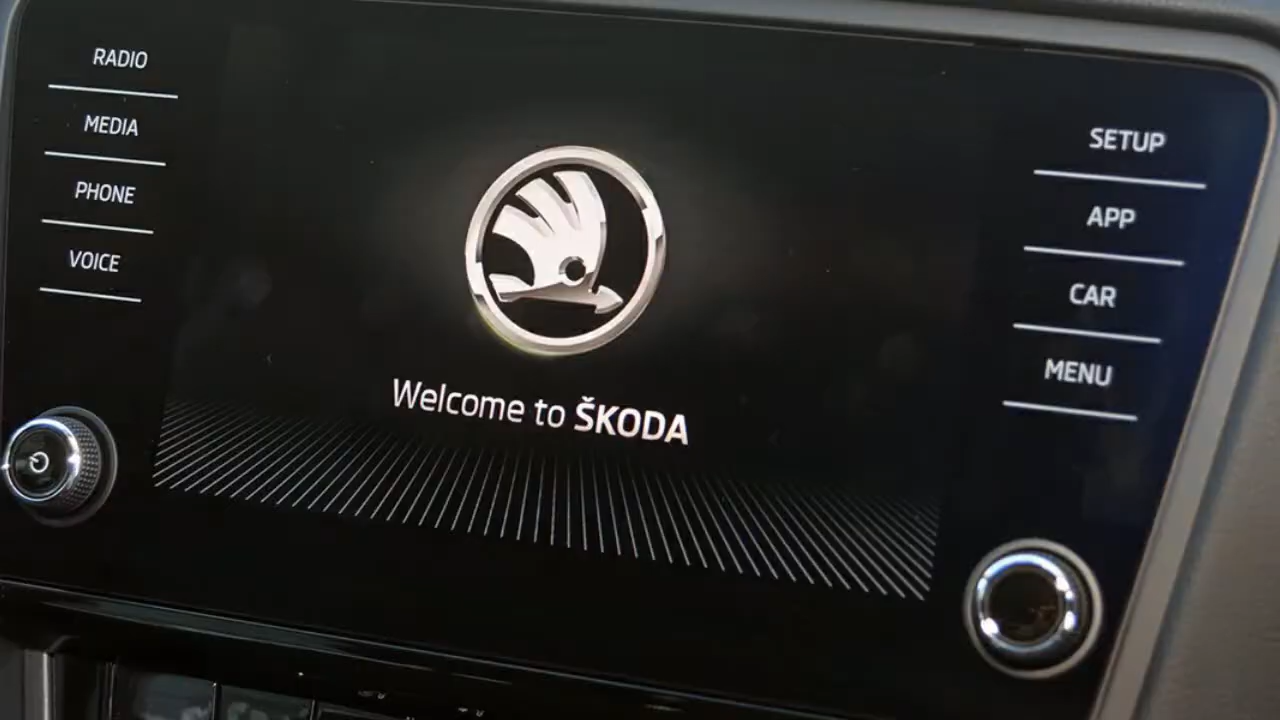 RADIO
MEDIA
PHONE
VOICE
Welcome to ŠKODA
SETUP
APP
CAR
MENU